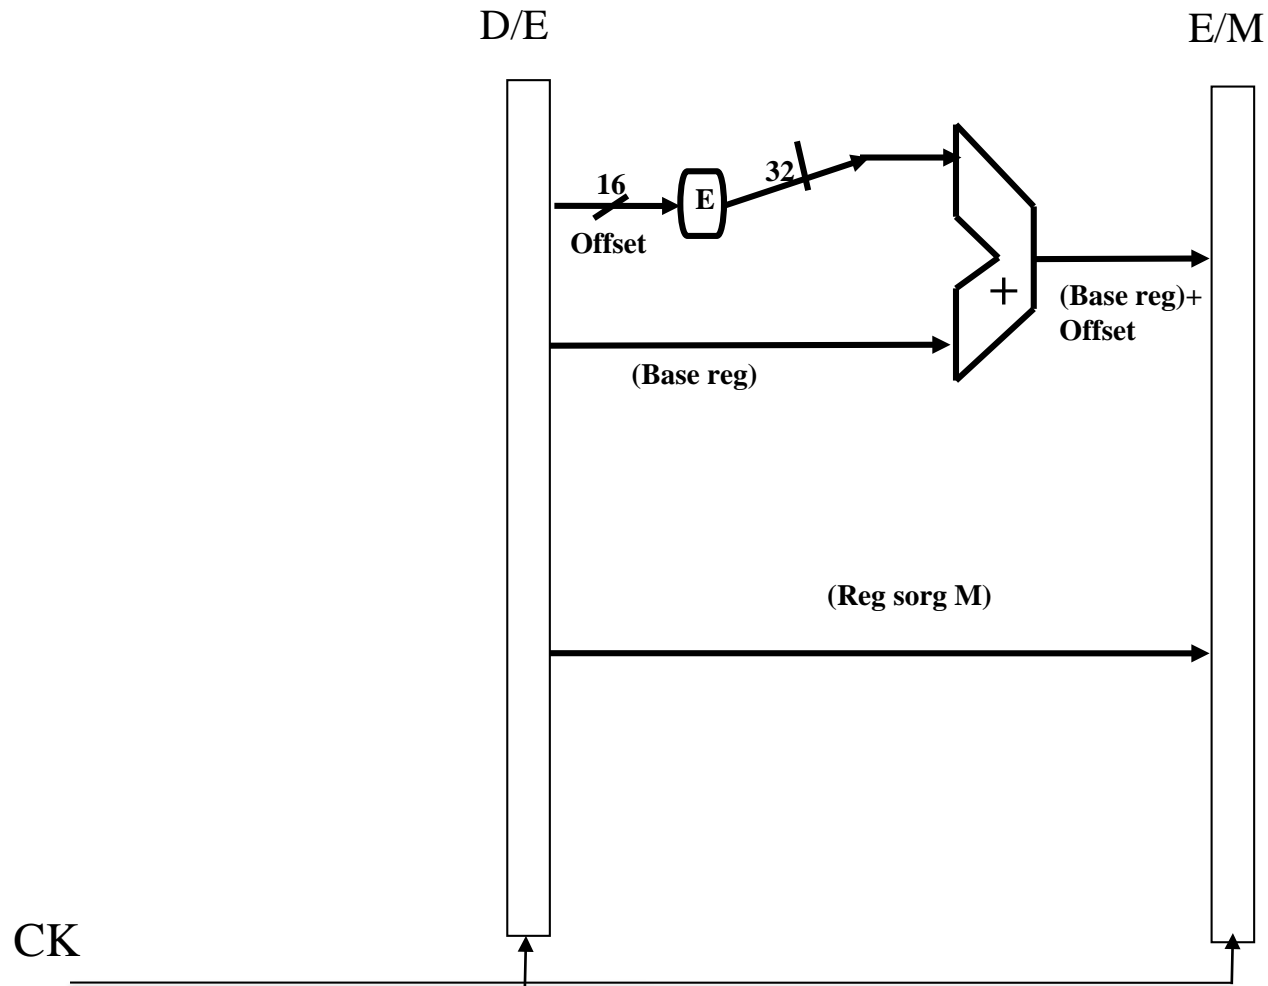 D/E
E/M
16
32
E
Offset
+
(Base reg)+
Offset
(Base reg)
(Reg sorg M)
CK